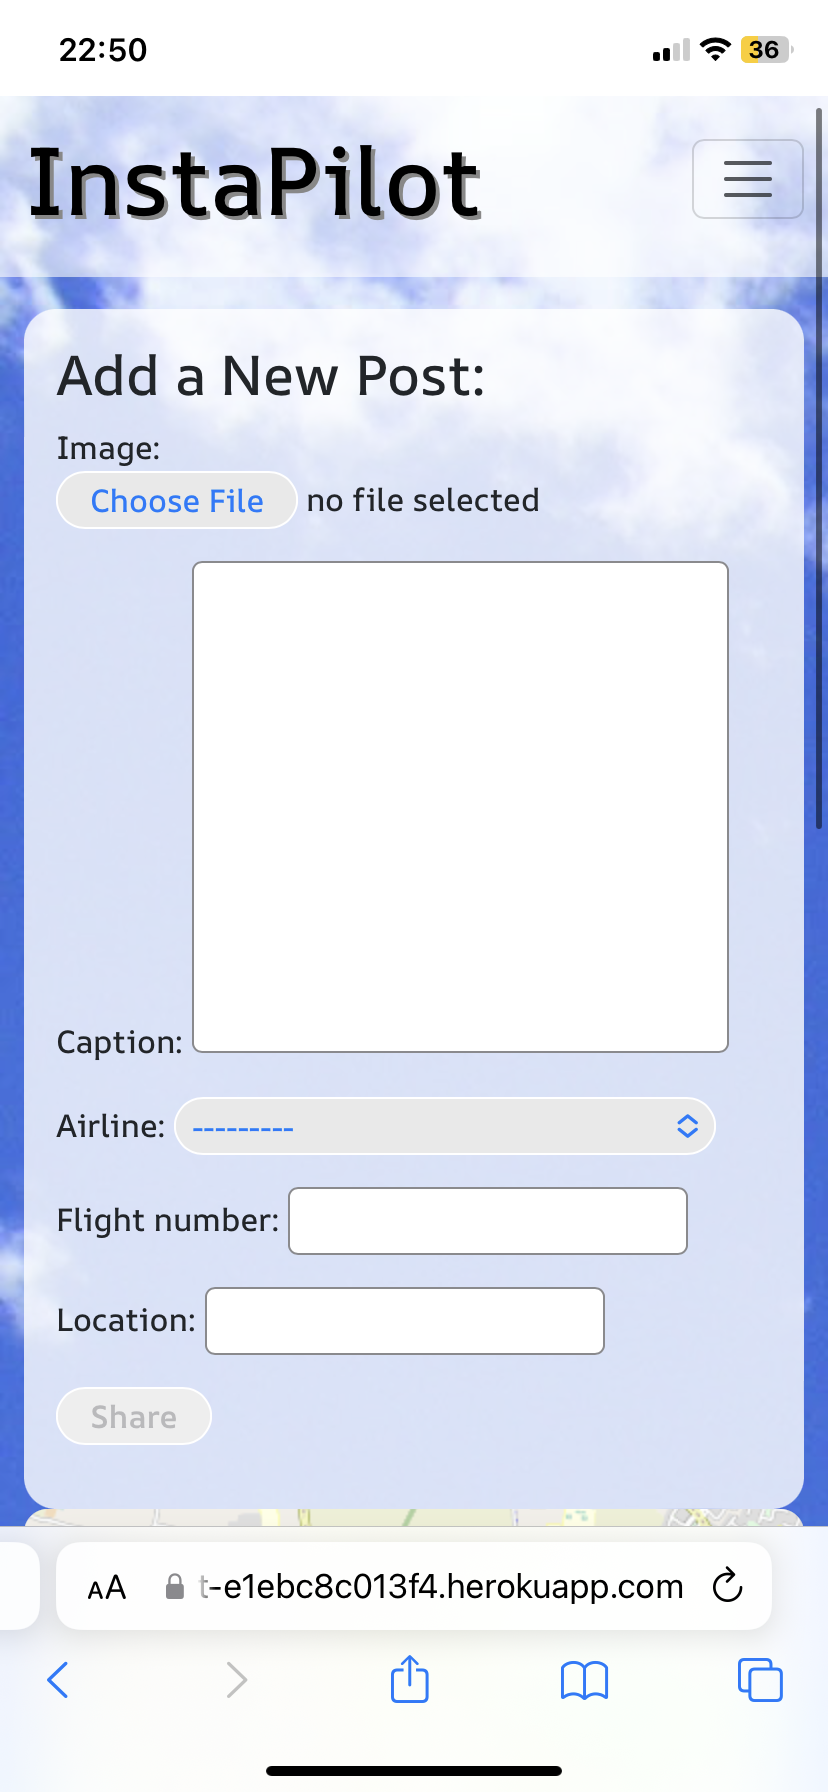 22:50
36
InstaPilot
Add a New Post:
Image:
Choose File no file selected
Caption:
Airline: ---------
Flight number:
Location:
Share
AA t-e1ebc8c013f4.herokuapp.com